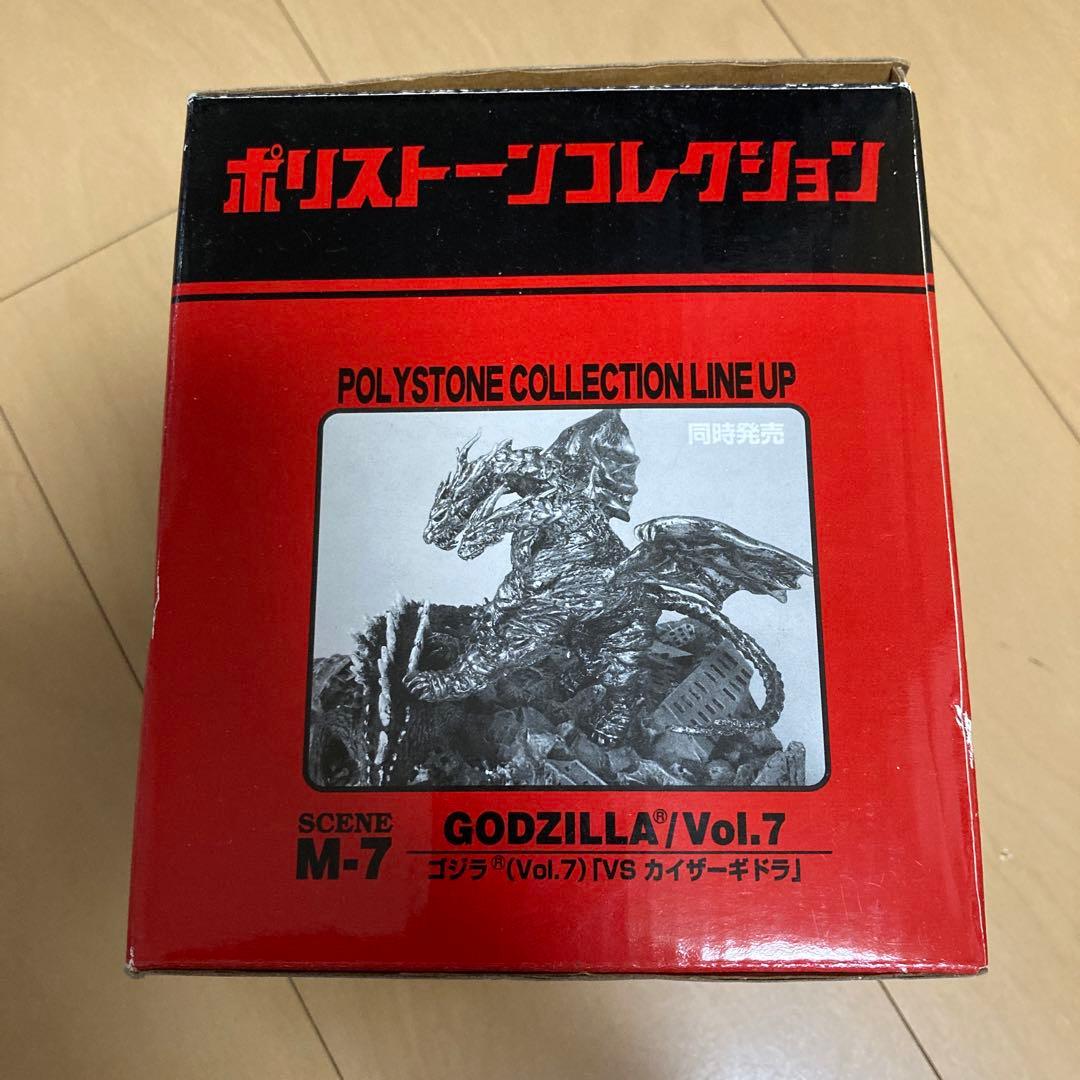 ポリストーンコレクション
POLYSTONE COLLECTION LINE UP
同時発売
SCENE
M-7
GODZILLA®/Vol.7
ゴジラ®(Vol.7)「VS カイザーギドラ」